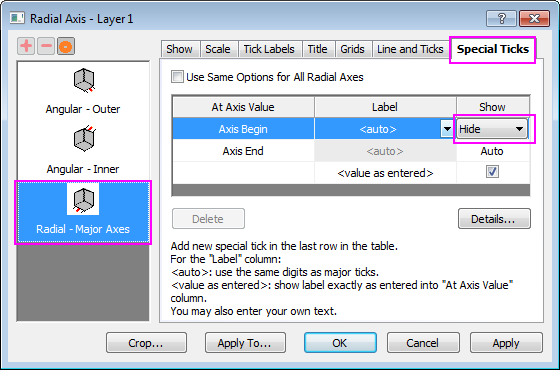 Radial Axis - Layer1
Show Scale Tick Labels Title Grids Line and Ticks Special Ticks
Angular - Outer
Angular - Inner
Radial - Major Axes
Use Same Options for All Radial Axes
At Axis Value Label Show
Axis Begin <auto> Hide
Axis End <auto> Auto
<value as entered>
Delete Details...
Add new special tick in the last row in the table.
For the "Label" column:
<auto>: use the same digits as major ticks.
<value as entered>: show label exactly as entered into "At Axis Value"
column.
You may also enter your own text.
Crop... Apply To... OK Cancel Apply